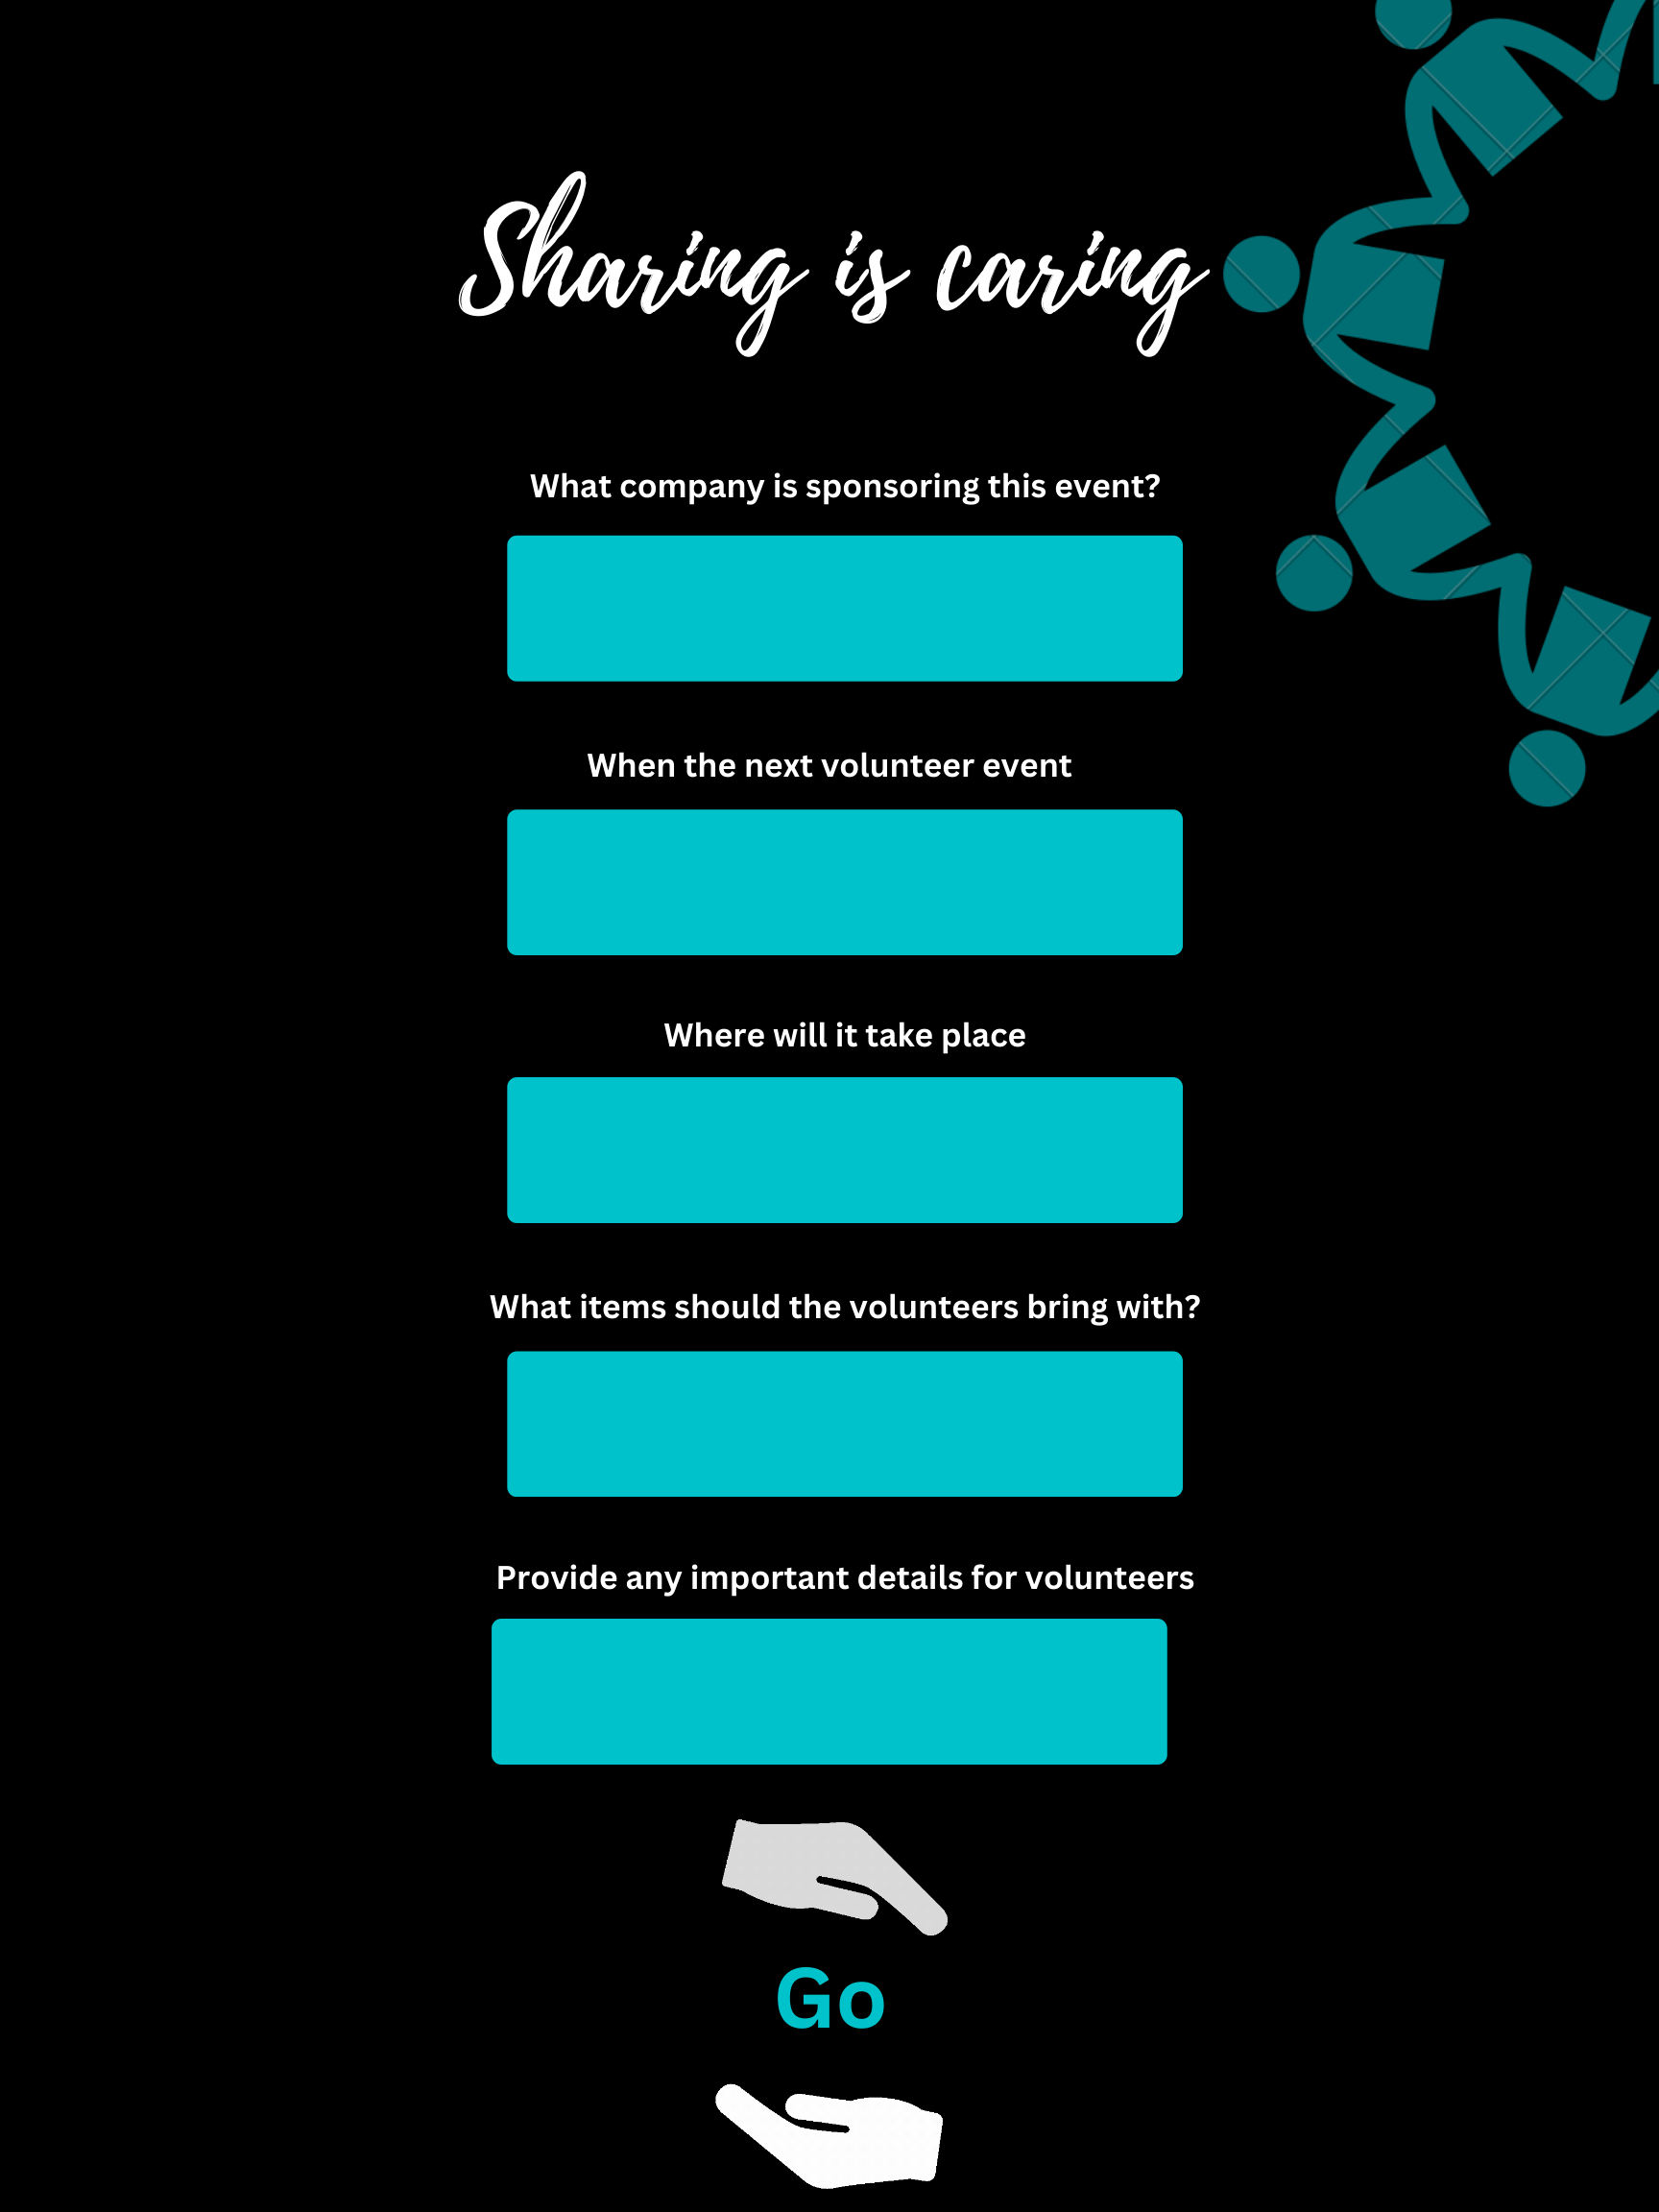 Sharing is caring
What company is sponsoring this event?
When the next volunteer event
Where will it take place
What items should the volunteers bring with?
Provide any important details for volunteers
Go